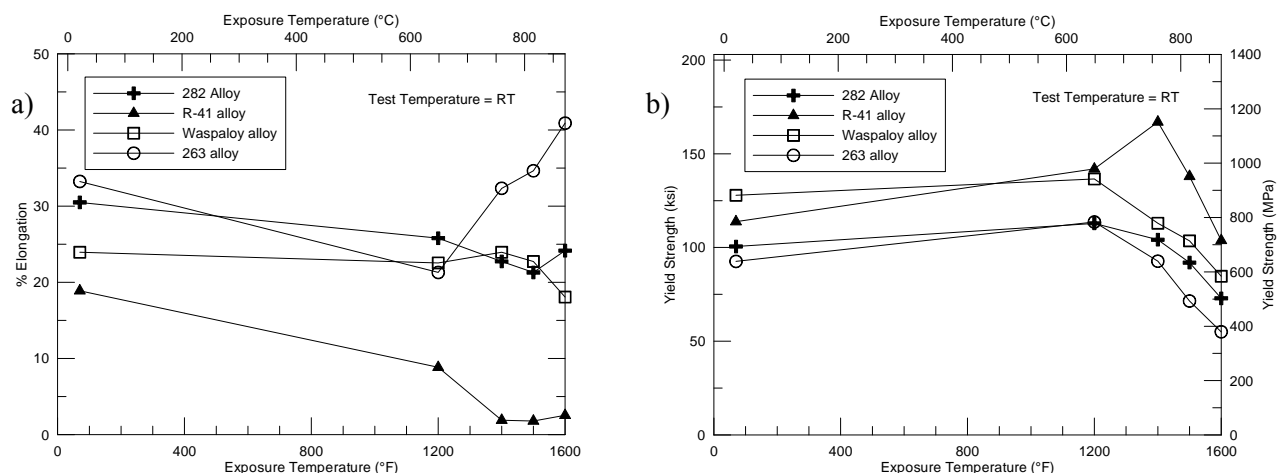 Exposure Temperature (°C)
0 200 400 600 800
50
40
30
20
10
0
% Elongation
a)
282 Alloy
R-41 alloy
Waspaloy alloy
263 alloy
Test Temperature = RT
0 400 800 1200 1600
Exposure Temperature (°F)
Exposure Temperature (°C)
0 200 400 600 800
200
150
100
50
0
Yield Strength (ksi)
b)
282 Alloy
R-41 alloy
Waspaloy alloy
263 alloy
Test Temperature = RT
1400
1200
1000
800
600
400
200
0
Yield Strength (MPa)
0 400 800 1200 1600
Exposure Temperature (°F)